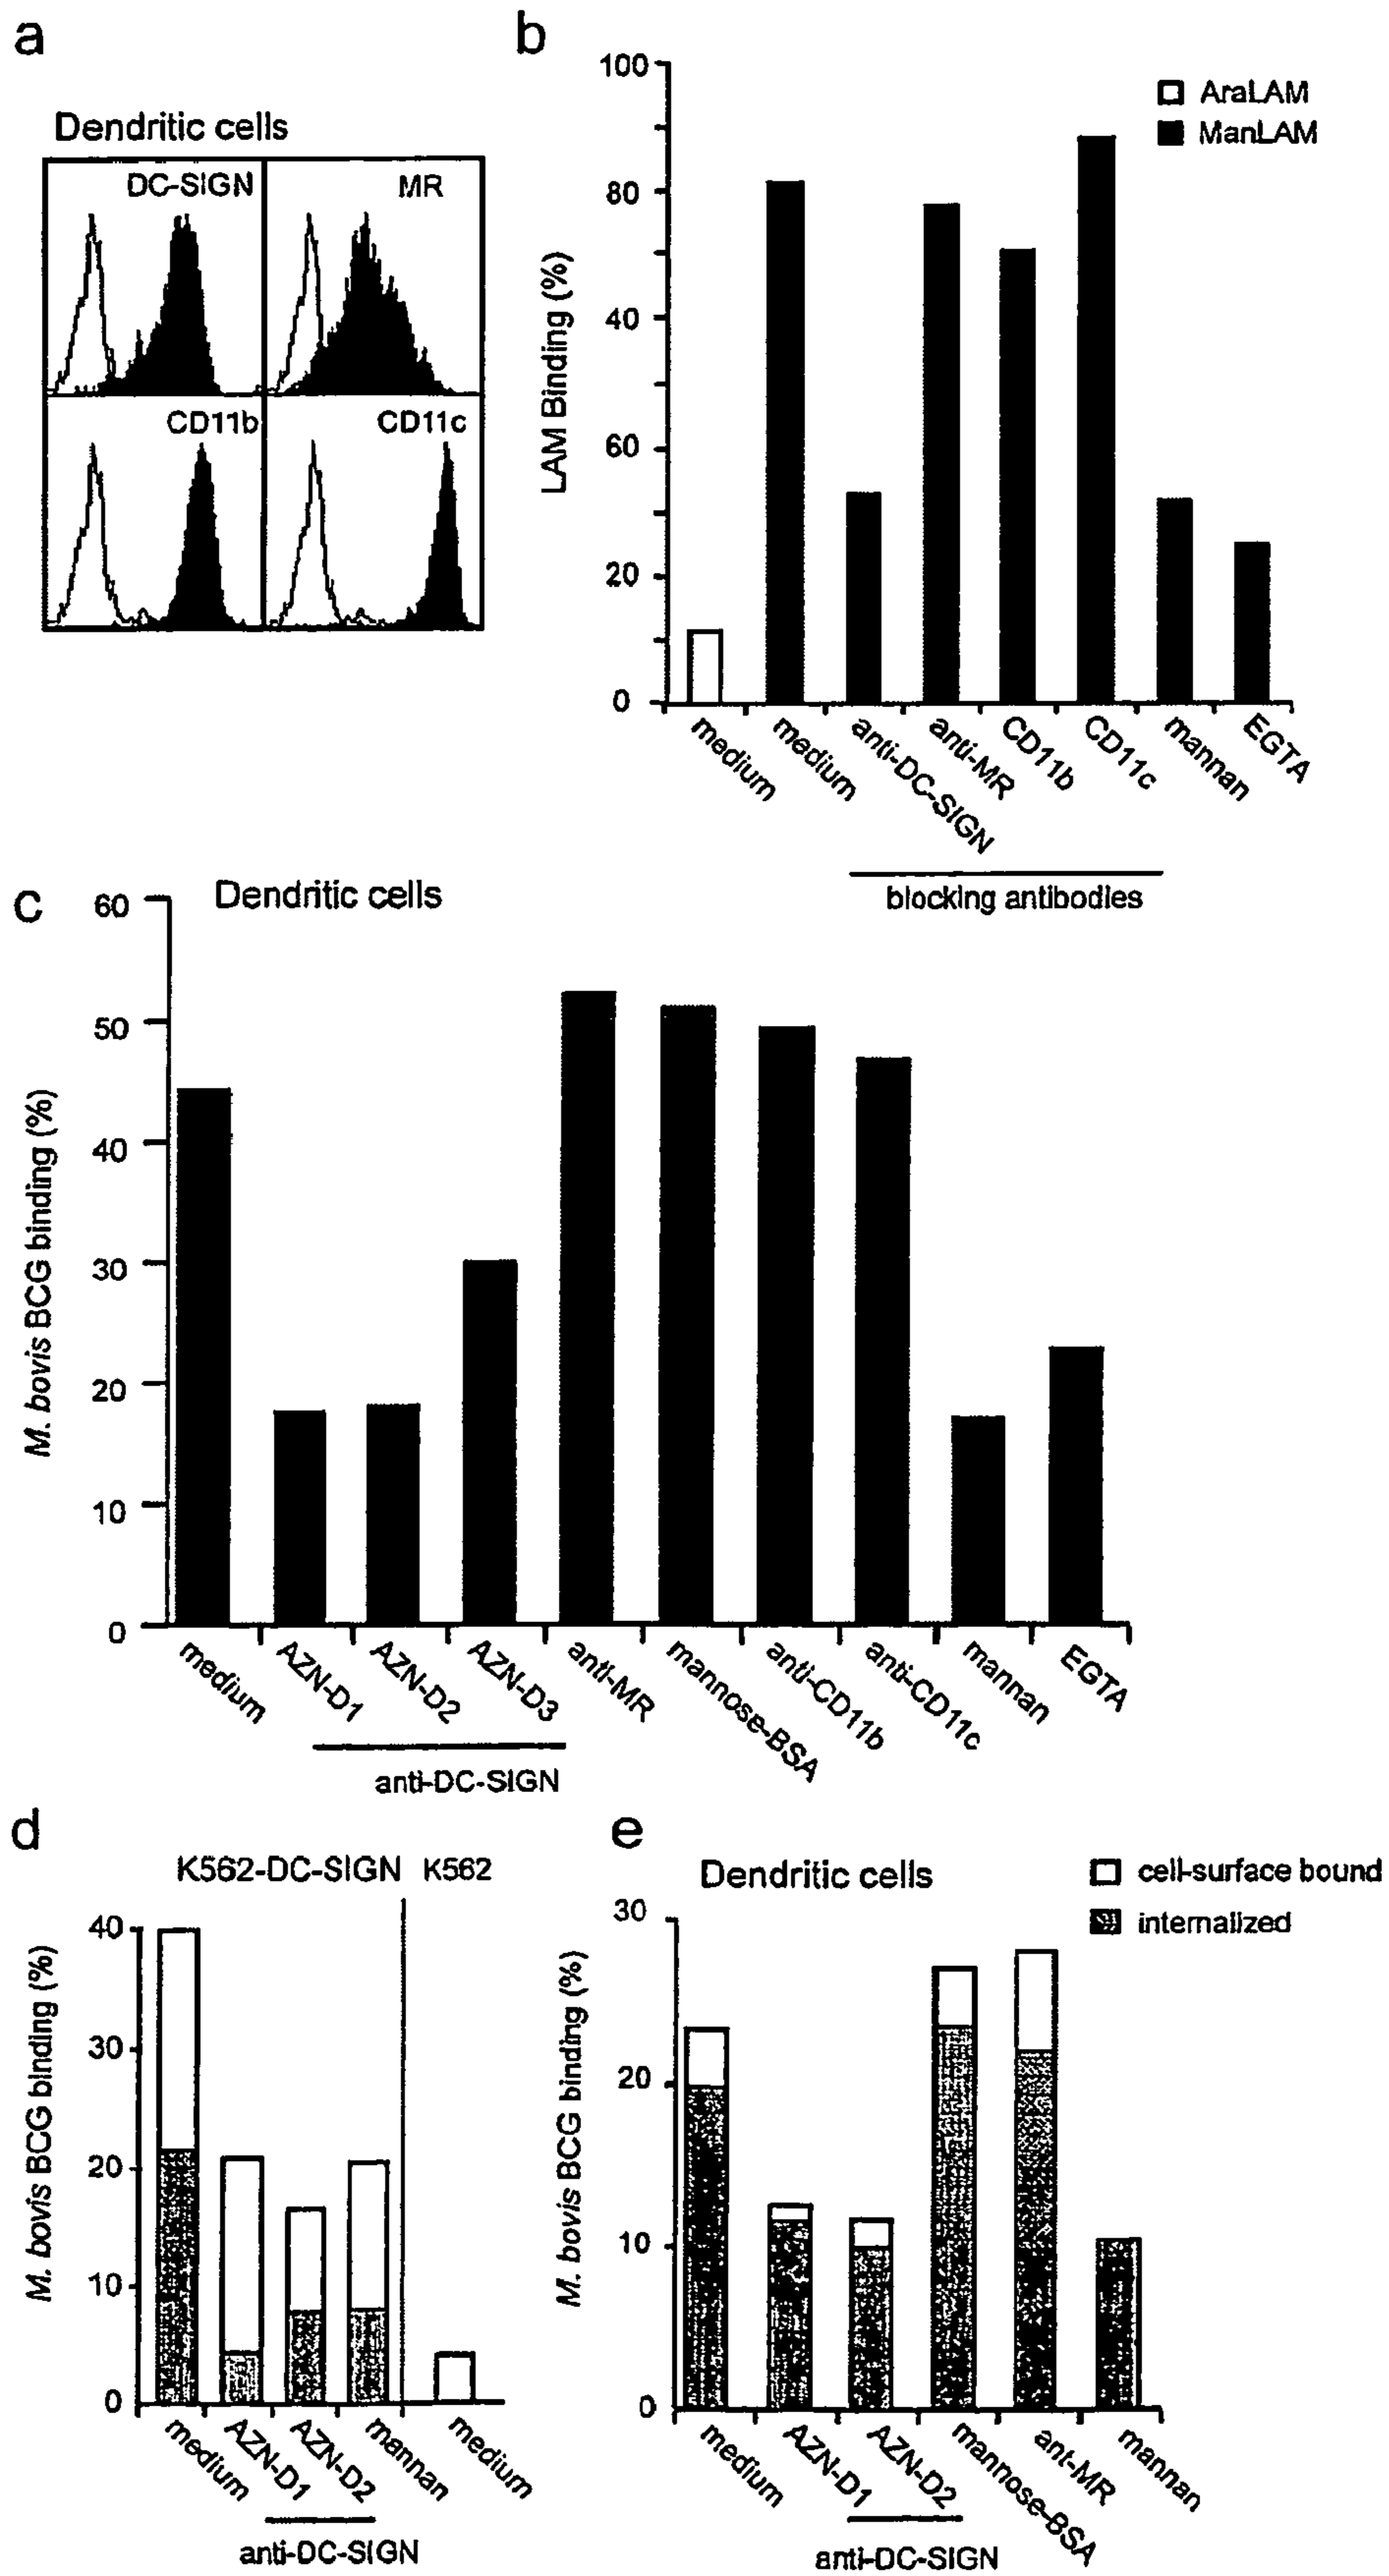 a
Dendritic cells
DC-SIGN
MR
CD11b
CD11c
b
AraLAM
ManLAM
LAM Binding (%)
100
80
40
60
20
0
medium
medium
anti-DC-SIGN
anti-MR
CD11b
CD11c
mannan
EGTA
blocking antibodies
c
Dendritic cells
M. bovis BCG binding (%)
60
50
40
30
20
10
0
medium
AZN-D1
AZN-D2
AZN-D3
anti-MR
mannose-BSA
anti-CD11b
anti-CD11c
mannan
EGTA
anti-DC-SIGN
d
K562-DC-SIGN
K562
M. bovis BCG binding (%)
40
30
20
10
0
medium
AZN-D1
AZN-D2
mannan
medium
anti-DC-SIGN
e
Dendritic cells
cell-surface bound
internalized
M. bovis BCG binding (%)
30
20
10
0
medium
AZN-D1
AZN-D2
mannose-BSA
ant-MR
mannan
anti-DC-SIGN